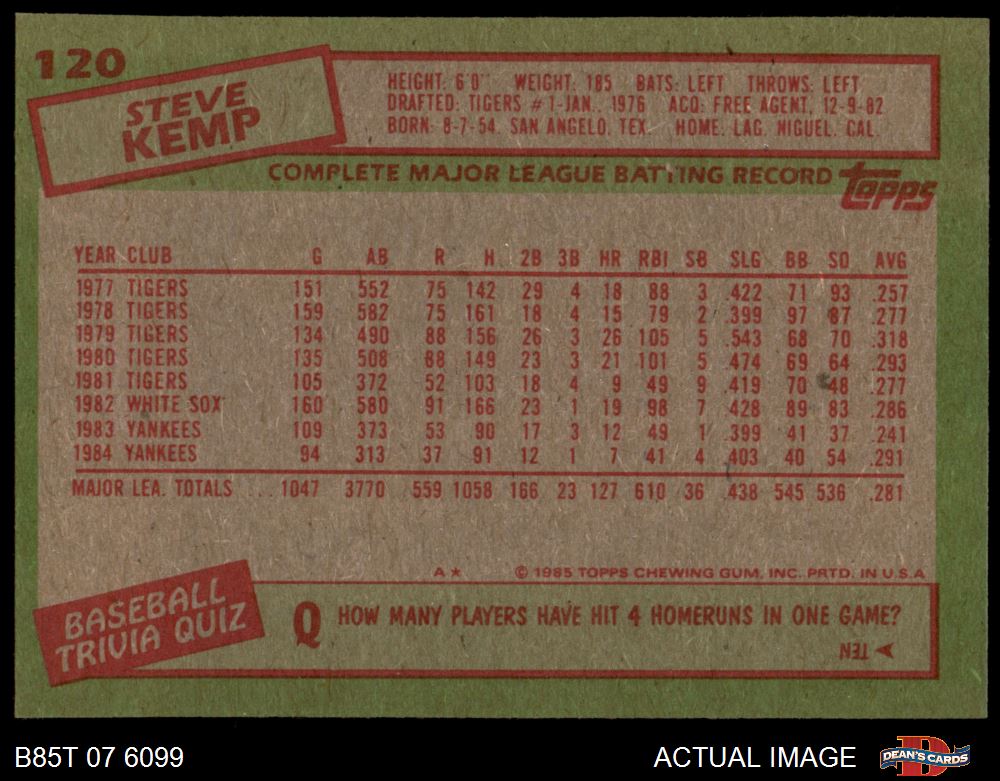 120
STEVE
KEMP
HEIGHT: 6'0" WEIGHT: 185 BATS: LEFT THROWS: LEFT
DRAFTED: TIGERS #1-JAN., 1976 ACQ: FREE AGENT, 12-9-82
BORN: 8-7-54, SAN ANGELO, TEX. HOME: LAG. NIGUEL, CAL.
COMPLETE MAJOR LEAGUE BATTING RECORD topps
YEAR CLUB G AB R H 2B 3B HR RBI SB SLG BB SO AVG
1977 TIGERS 151 552 75 142 29 4 18 88 3 .422 71 93 .257
1978 TIGERS 159 582 75 161 18 4 15 79 2 .399 97 87 .277
1979 TIGERS 134 490 88 156 26 3 26 105 5 .543 68 70 .318
1980 TIGERS 135 508 88 149 23 3 21 101 5 .474 69 64 .293
1981 TIGERS 105 372 52 103 18 4 9 49 9 .419 70 48 .277
1982 WHITE SOX 160 580 91 166 23 1 19 98 7 .428 89 83 .286
1983 YANKEES 109 373 53 90 17 3 12 49 1 .399 41 37 .241
1984 YANKEES 94 313 37 91 12 1 7 41 4 .403 40 54 .291
MAJOR LEA. TOTALS ... 1047 3770 559 1058 166 23 127 610 36 .438 545 536 .281
A★ © 1985 TOPPS CHEWING GUM, INC. PRTD. IN U.S.A
BASEBALL
TRIVIA QUIZ
Q HOW MANY PLAYERS HAVE HIT 4 HOMERUNS IN ONE GAME?
TEN
B85T 07 6099 ACTUAL IMAGE DEAN'S CARDS